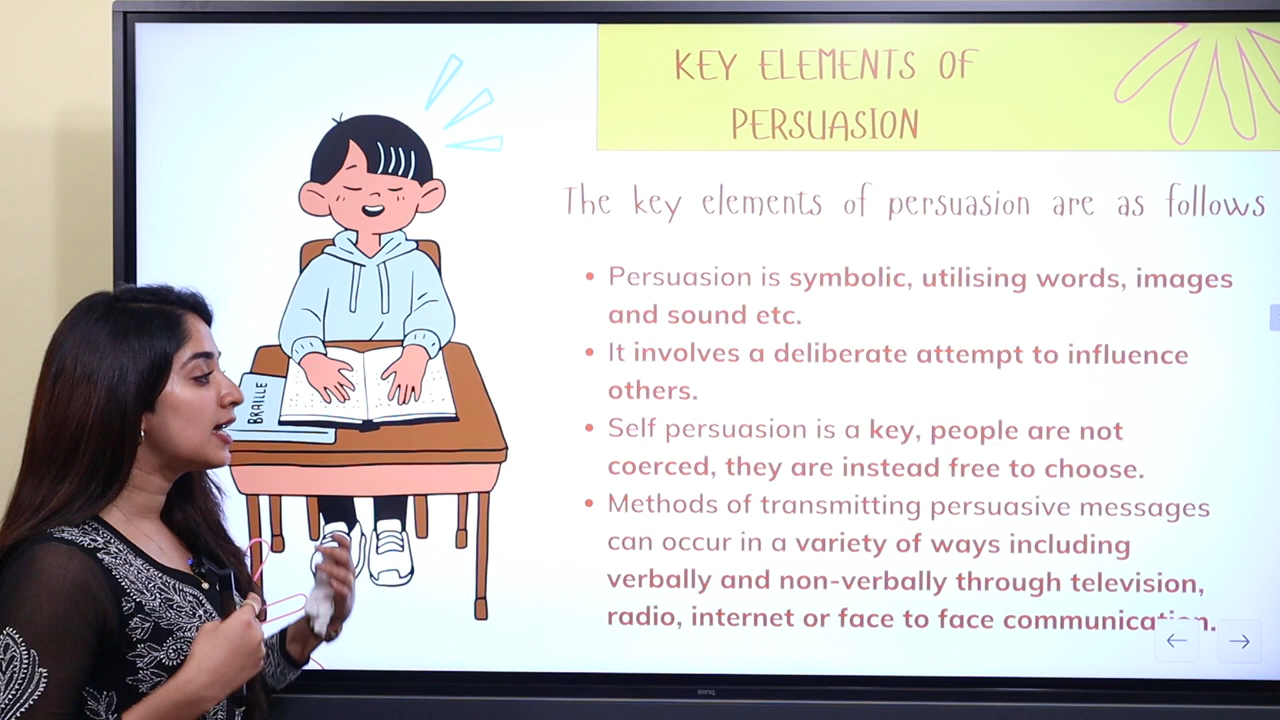 KEY ELEMENTS OF
PERSUASION
The key elements of persuasion are as follows
• Persuasion is symbolic, utilising words, images
and sound etc.
• It involves a deliberate attempt to influence
others.
• Self persuasion is a key, people are not
coerced, they are instead free to choose.
• Methods of transmitting persuasive messages
can occur in a variety of ways including
verbally and non-verbally through television,
radio, internet or face to face communication.
BRAILLE
BenQ